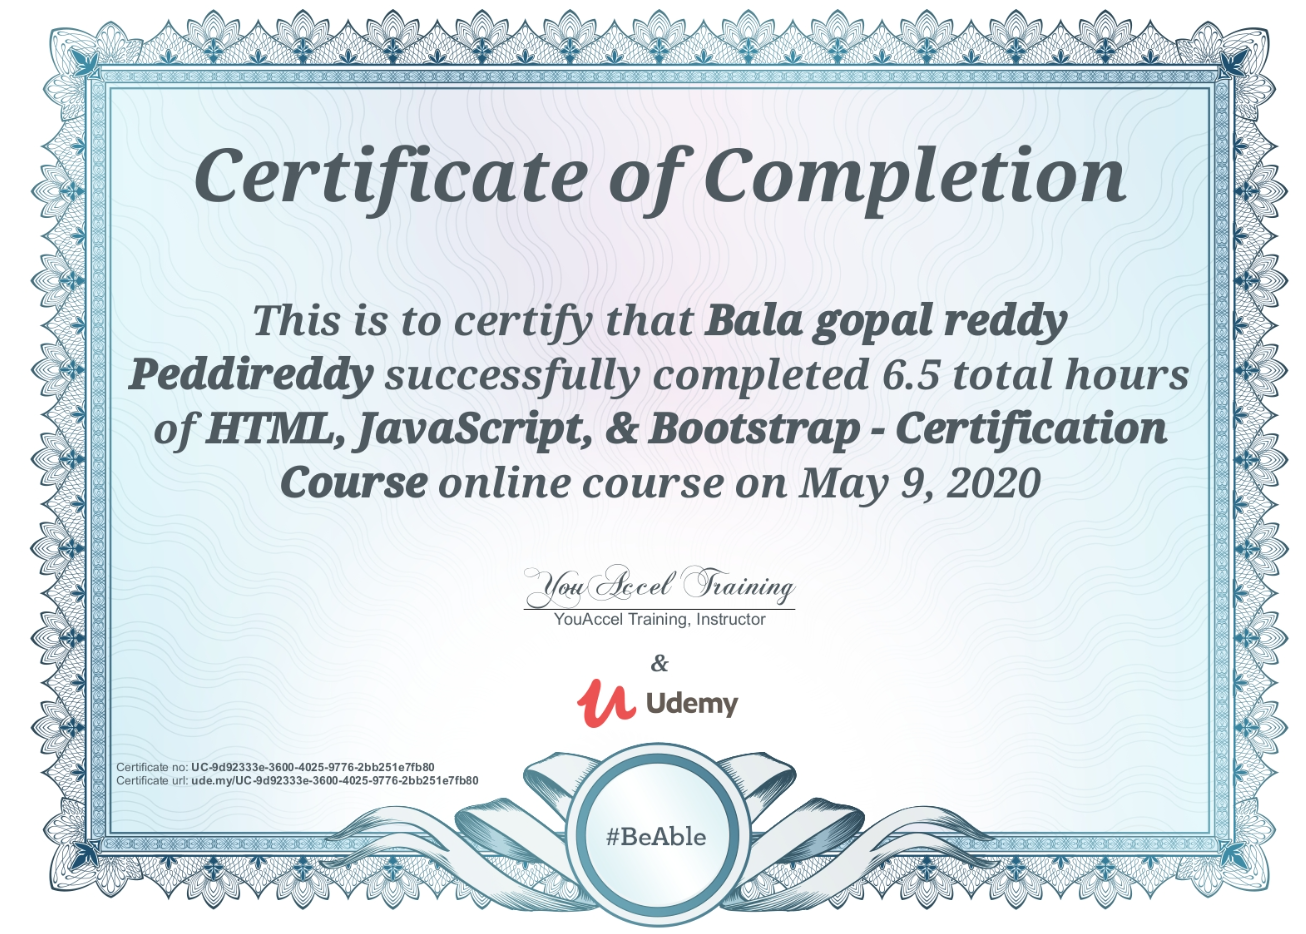 Certificate of Completion
This is to certify that Bala gopal reddy
Peddireddy successfully completed 6.5 total hours
of HTML, JavaScript, & Bootstrap - Certification
Course online course on May 9, 2020
YouAccel Training
YouAccel Training, Instructor
&
Udemy
Certificate no: UC-9d92333e-3600-4025-9776-2bb251e7fb80
Certificate url: ude.my/UC-9d92333e-3600-4025-9776-2bb251e7fb80
#BeAble